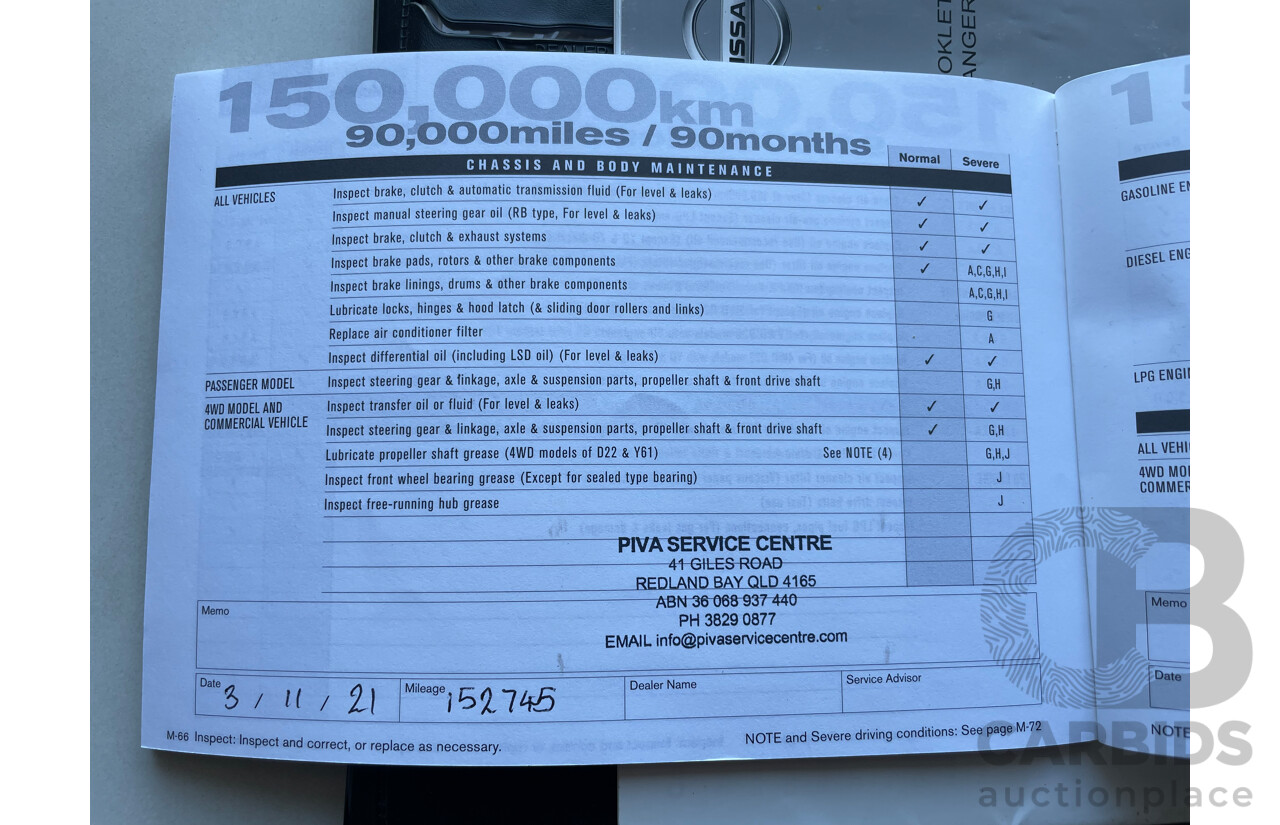 DEALER
NISSA
OKLET
ANGER
150,000km
90,000miles / 90months
Normal Severe
CHASSIS AND BODY MAINTENANCE
ALL VEHICLES Inspect brake, clutch & automatic transmission fluid (For level & leaks) ✓ ✓
Inspect manual steering gear oil (RB type, For level & leaks) ✓ ✓
Inspect brake, clutch & exhaust systems ✓ ✓
Inspect brake pads, rotors & other brake components ✓ A,C,G,H,I
Inspect brake linings, drums & other brake components A,C,G,H,I
Lubricate locks, hinges & hood latch (& sliding door rollers and links) G
Replace air conditioner filter A
Inspect differential oil (including LSD oil) (For level & leaks) ✓ ✓
PASSENGER MODEL Inspect steering gear & linkage, axle & suspension parts, propeller shaft & front drive shaft G,H
4WD MODEL AND
COMMERCIAL VEHICLE
Inspect transfer oil or fluid (For level & leaks) ✓ ✓
Inspect steering gear & linkage, axle & suspension parts, propeller shaft & front drive shaft ✓ G,H
Lubricate propeller shaft grease (4WD models of D22 & Y61) See NOTE (4) G,H,J
Inspect front wheel bearing grease (Except for sealed type bearing) J
Inspect free-running hub grease J
PIVA SERVICE CENTRE
41 GILES ROAD
REDLAND BAY QLD 4165
ABN 36 068 937 440
PH 3829 0877
EMAIL info@pivaservicecentre.com
Memo
Date 3 / 11 / 21 Mileage 152745 Dealer Name Service Advisor
M-66 Inspect: Inspect and correct, or replace as necessary. NOTE and Severe driving conditions: See page M-72
1
GASOLINE EN
DIESEL ENG
LPG ENGI
ALL VEHI
4WD MO
COMMER
Memo
Date
NOTE
CARBIDS
auctionplace